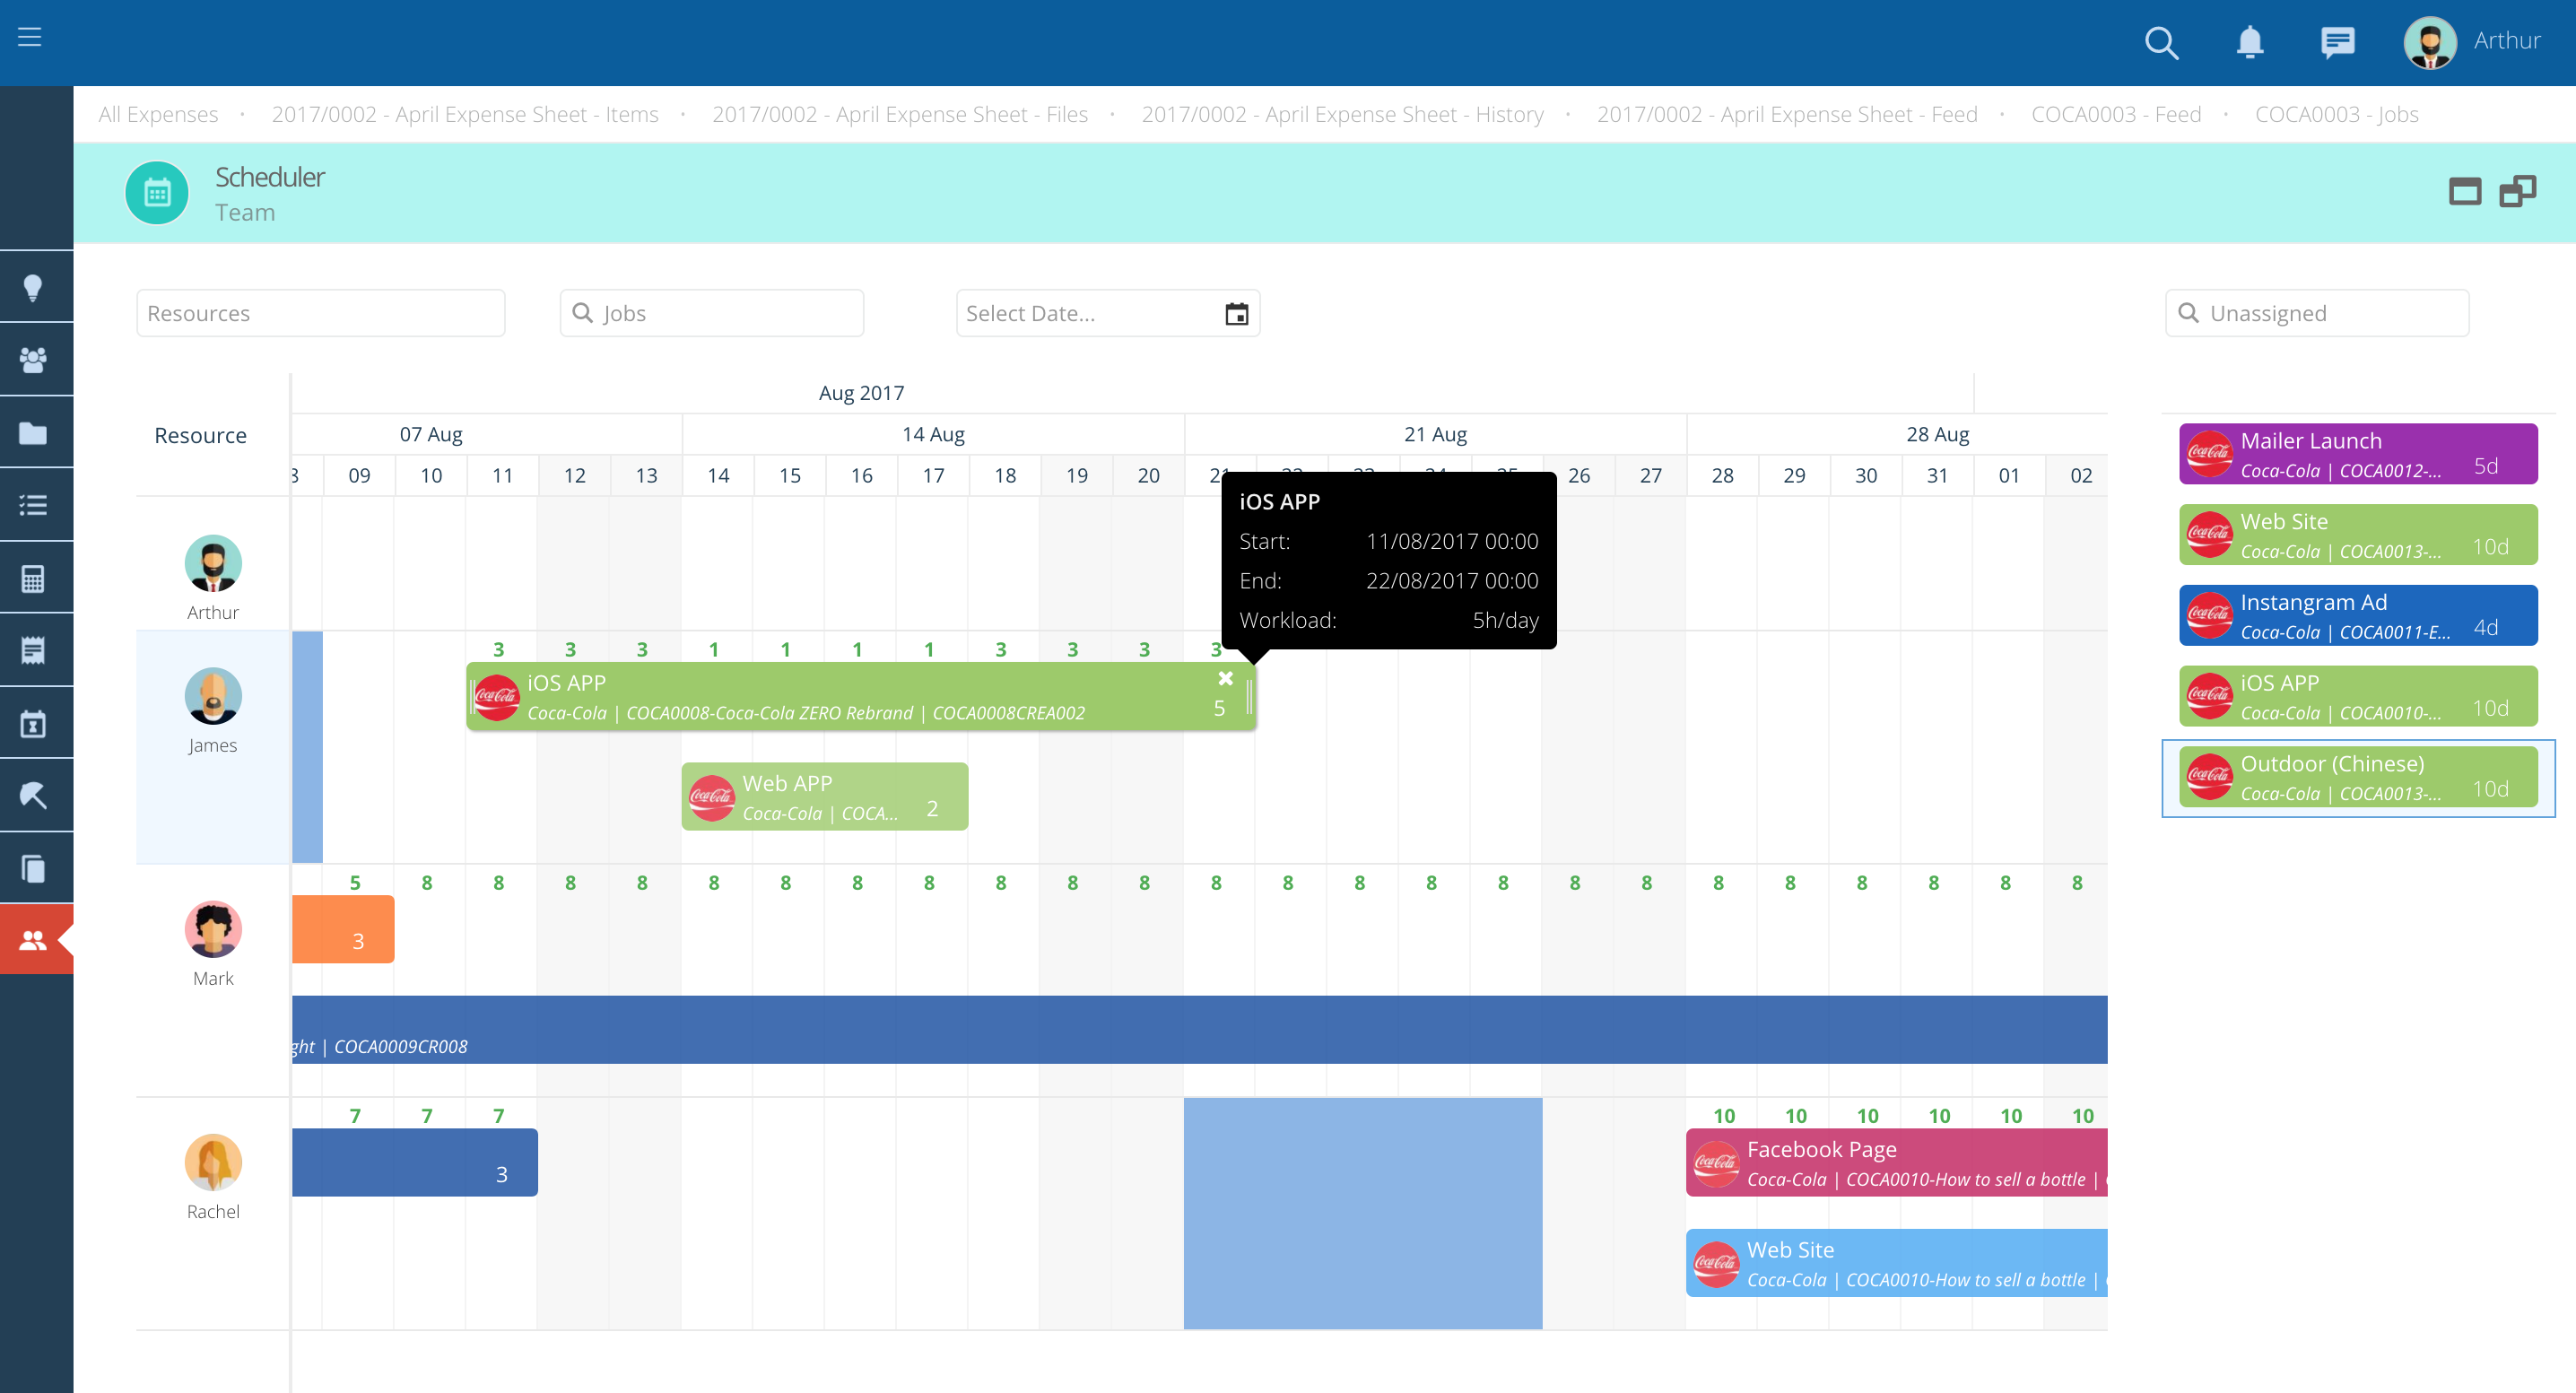 Arthur
All Expenses • 2017/0002 - April Expense Sheet - Items • 2017/0002 - April Expense Sheet - Files • 2017/0002 - April Expense Sheet - History • 2017/0002 - April Expense Sheet - Feed • COCA0003 - Feed • COCA0003 - Jobs
Scheduler
Team
Resources
Jobs
Select Date...
Unassigned
Aug 2017
Resource
07 Aug 14 Aug 21 Aug 28 Aug
09 10 11 12 13 14 15 16 17 18 19 20 26 27 28 29 30 31 01 02
iOS APP
Start: 11/08/2017 00:00
End: 22/08/2017 00:00
Workload: 5h/day
Arthur
3 3 3 1 1 1 1 3 3 3 3
iOS APP
Coca-Cola | COCA0008-Coca-Cola ZERO Rebrand | COCA0008CREA002
5
James
Web APP
Coca-Cola | COCA...
2
5 8 8 8 8 8 8 8 8 8 8 8 8 8 8 8 8 8 8 8 8 8 8 8 8
3
Mark
ght | COCA0009CR008
7 7 7 10 10 10 10 10 10
3
Rachel
Facebook Page
Coca-Cola | COCA0010-How to sell a bottle |
Web Site
Coca-Cola | COCA0010-How to sell a bottle |
Mailer Launch
Coca-Cola | COCA0012-...
5d
Web Site
Coca-Cola | COCA0013-...
10d
Instangram Ad
Coca-Cola | COCA0011-E...
4d
iOS APP
Coca-Cola | COCA0010-...
10d
Outdoor (Chinese)
Coca-Cola | COCA0013-...
10d